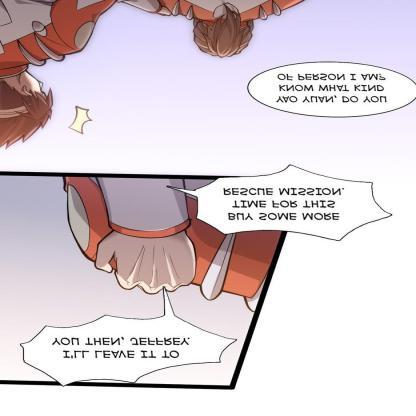 I'LL LEAVE IT TO
YOU THEN, JEFFREY.
BUY SOME MORE
TIME FOR THIS
RESCUE MISSION.
YAO YUAN, DO YOU
KNOW WHAT KIND
OF PERSON I AM?